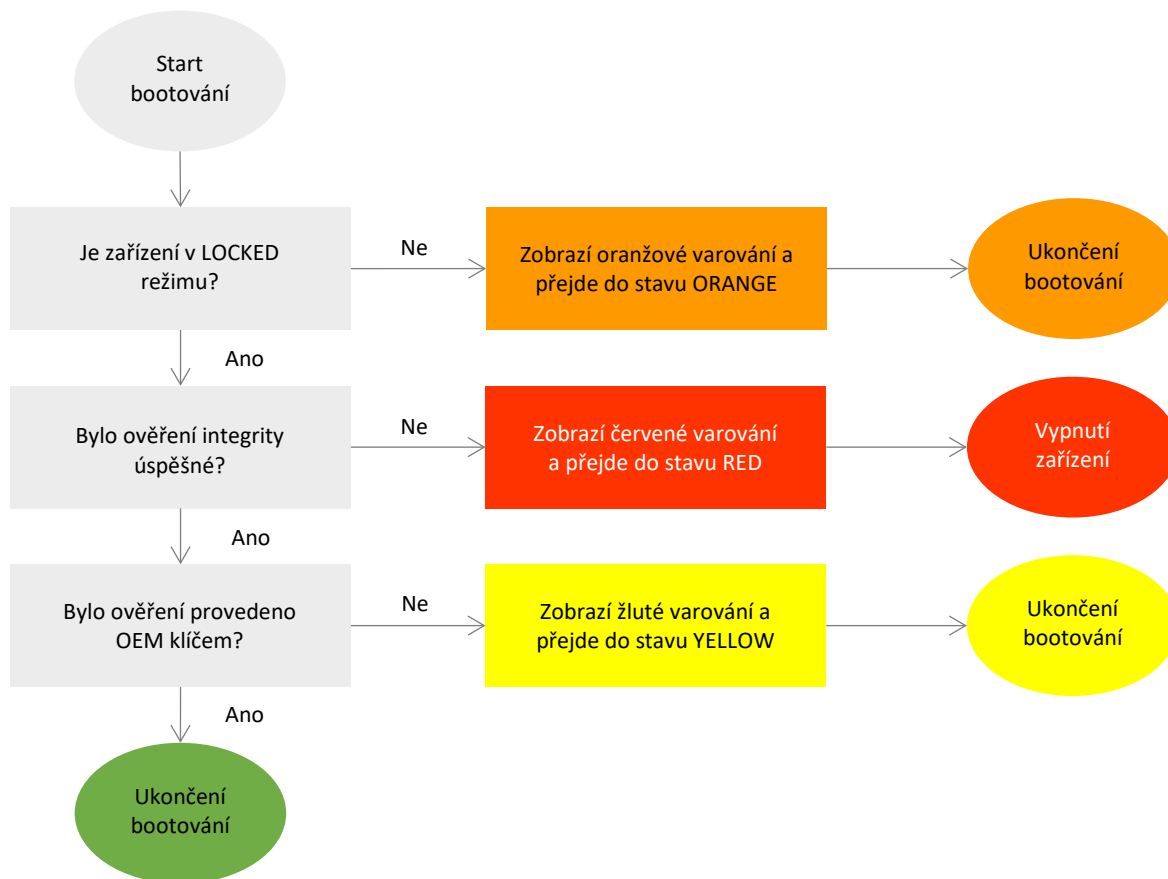 Start
bootování
Je zařízení v LOCKED
režimu?
Ne
Zobrazí oranžové varování a
přejde do stavu ORANGE
Ukončení
bootování
Ano
Bylo ověření integrity
úspěšné?
Ne
Zobrazí červené varování
a přejde do stavu RED
Vypnutí
zařízení
Ano
Bylo ověření provedeno
OEM klíčem?
Ne
Zobrazí žluté varování a
přejde do stavu YELLOW
Ukončení
bootování
Ano
Ukončení
bootování